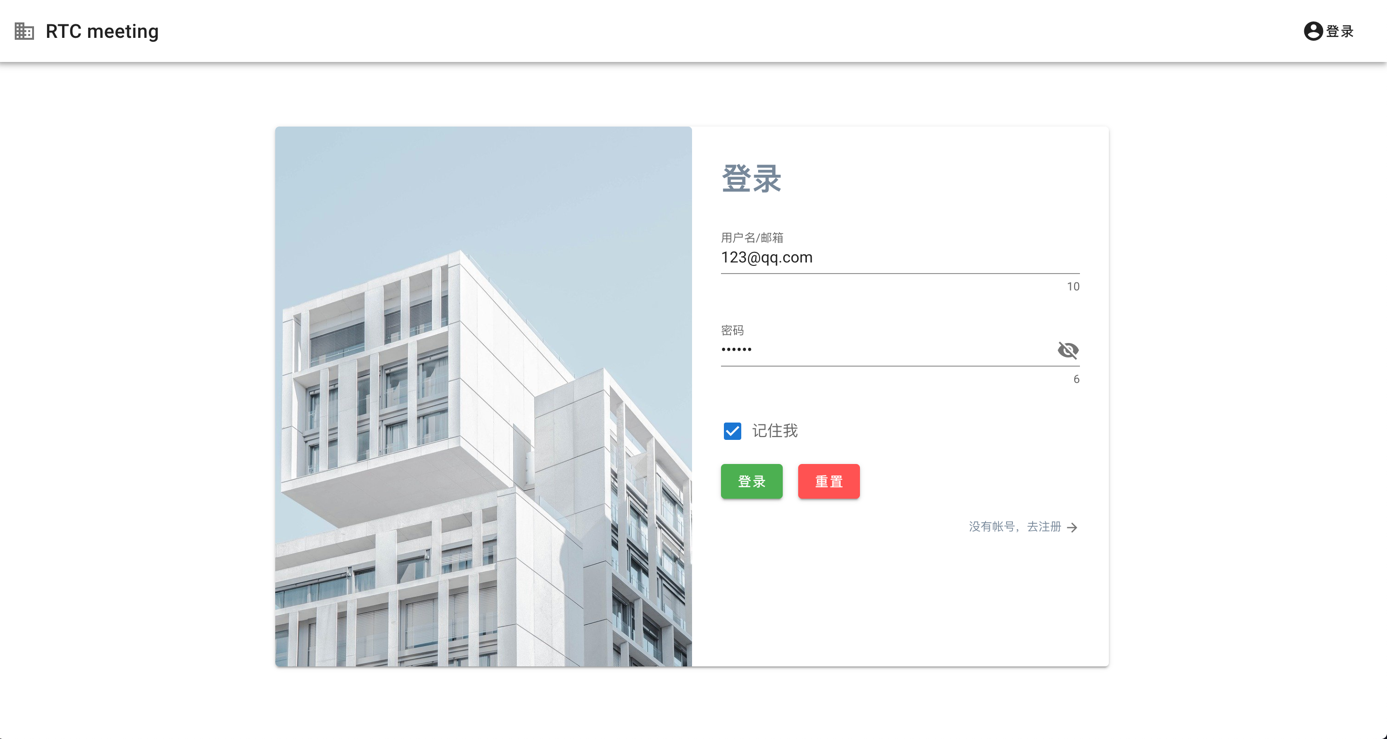 RTC meeting
登录
登录
用户名/邮箱
123@qq.com
10
密码
••••••
6
记住我
登录
重置
没有帐号，去注册